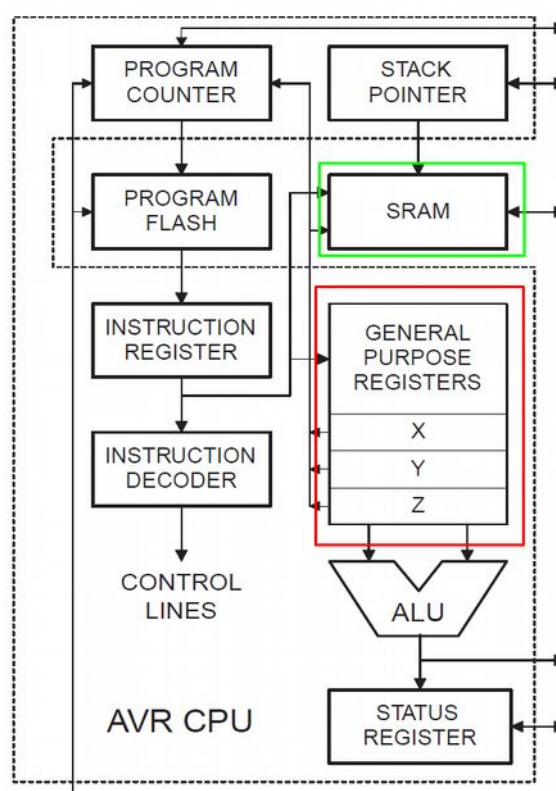 PROGRAM
COUNTER
STACK
POINTER
PROGRAM
FLASH
SRAM
INSTRUCTION
REGISTER
GENERAL
PURPOSE
REGISTERS
X
Y
Z
INSTRUCTION
DECODER
CONTROL
LINES
ALU
AVR CPU
STATUS
REGISTER